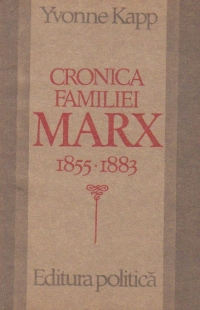 Yvonne Kapp
CRONICA
FAMILIEI
MARX
1855·1883
Editura politică